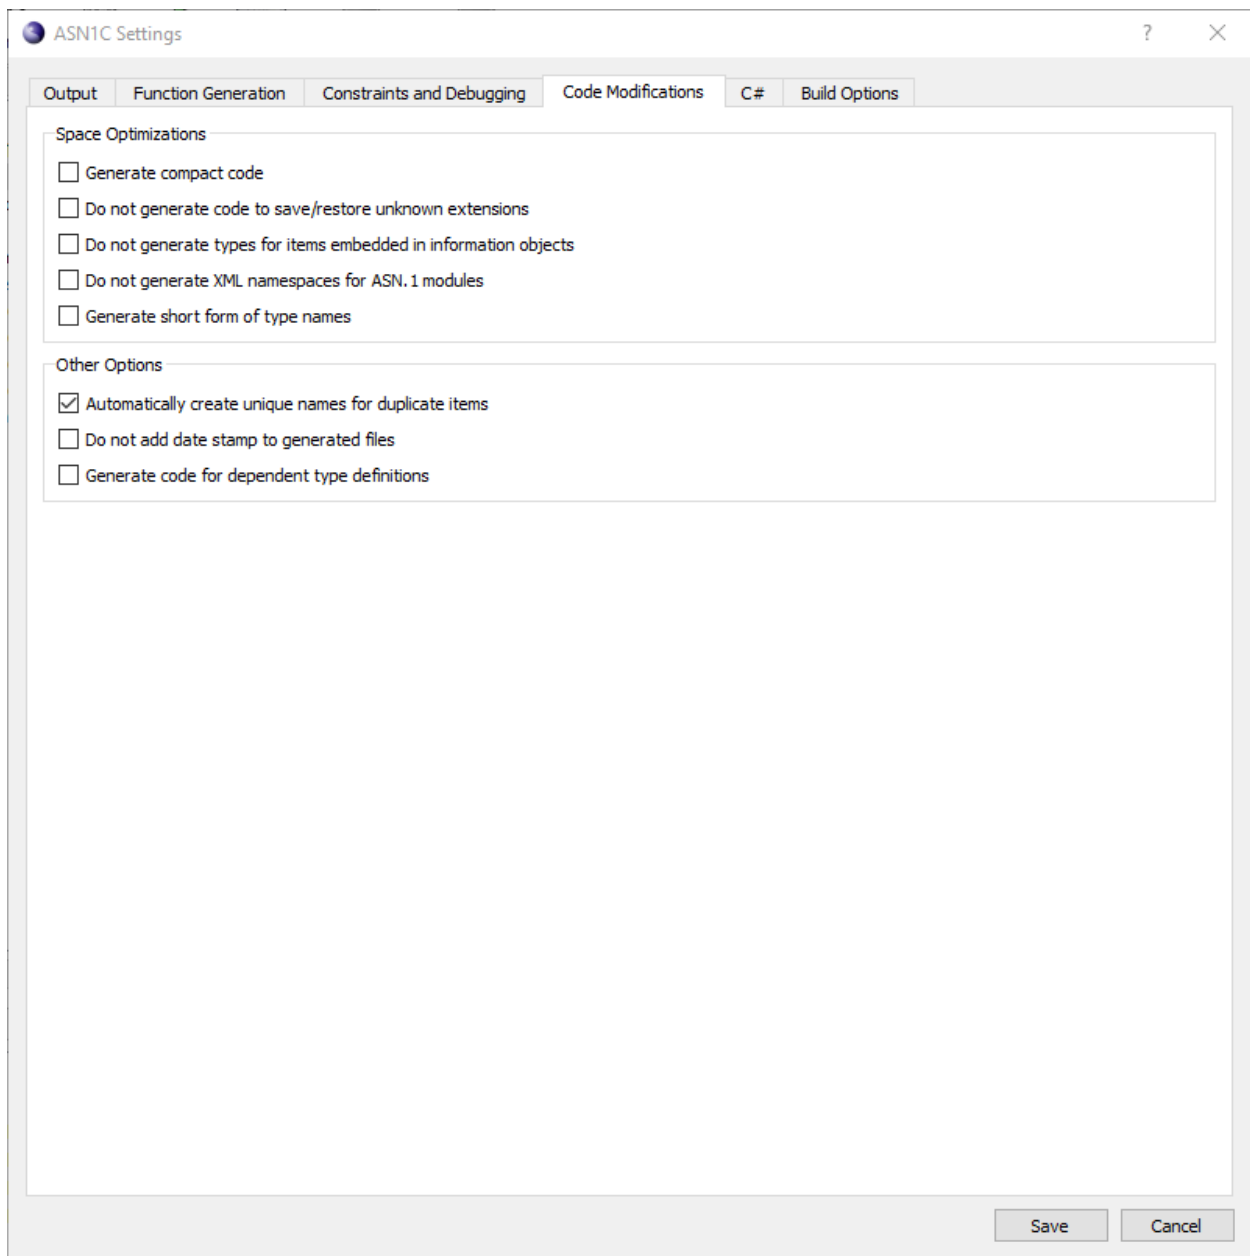 ASN1C Settings ?
Output Function Generation Constraints and Debugging Code Modifications C# Build Options
Space Optimizations
Generate compact code
Do not generate code to save/restore unknown extensions
Do not generate types for items embedded in information objects
Do not generate XML namespaces for ASN.1 modules
Generate short form of type names
Other Options
Automatically create unique names for duplicate items
Do not add date stamp to generated files
Generate code for dependent type definitions
Save Cancel